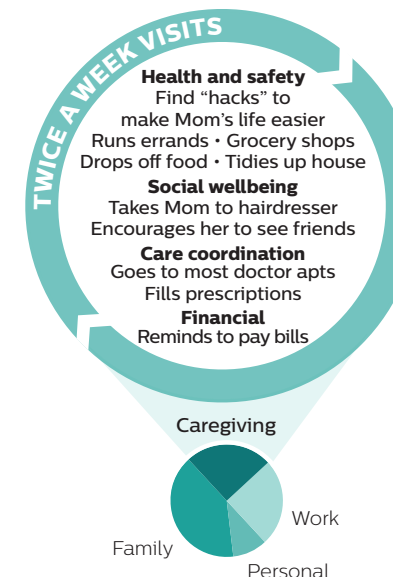 TWICE A WEEK VISITS
Health and safety
Find “hacks” to
make Mom’s life easier
Runs errands • Grocery shops
Drops off food • Tidies up house
Social wellbeing
Takes Mom to hairdresser
Encourages her to see friends
Care coordination
Goes to most doctor apts
Fills prescriptions
Financial
Reminds to pay bills
Caregiving
Work
Family
Personal